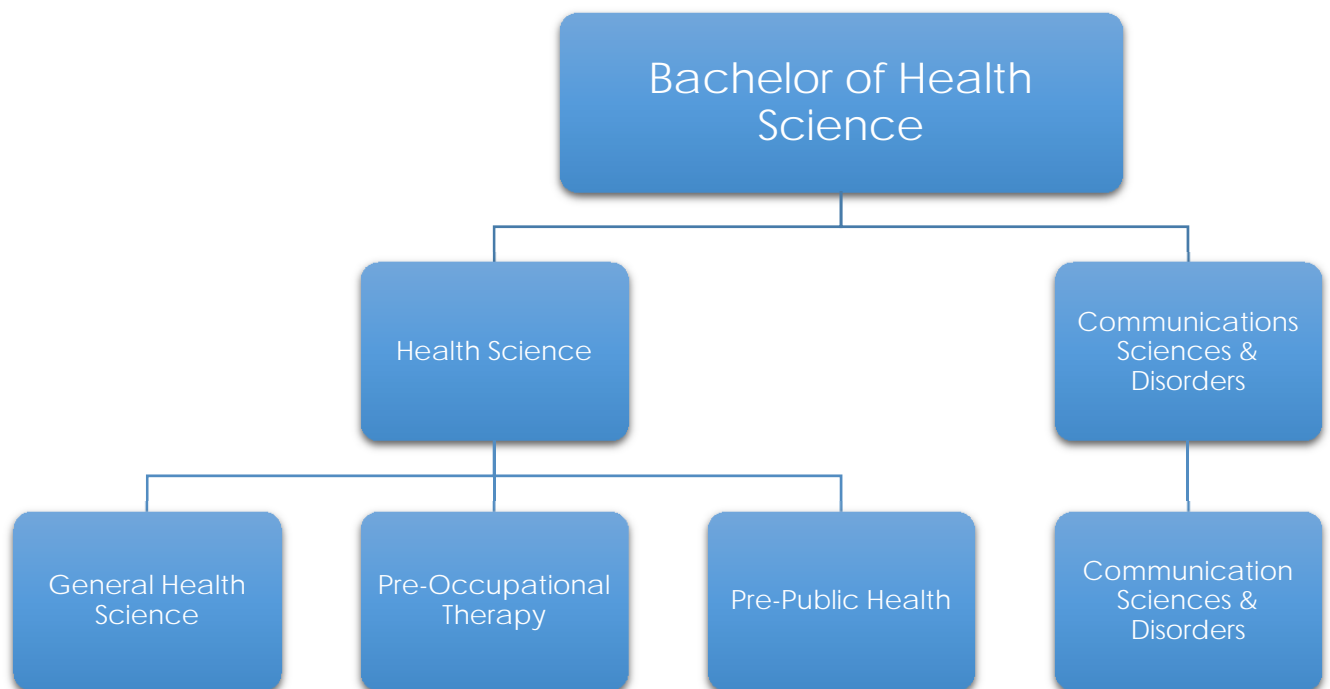 Bachelor of Health
Science
Health Science
Communications
Sciences &
Disorders
General Health
Science
Pre-Occupational
Therapy
Pre-Public Health
Communication
Sciences &
Disorders